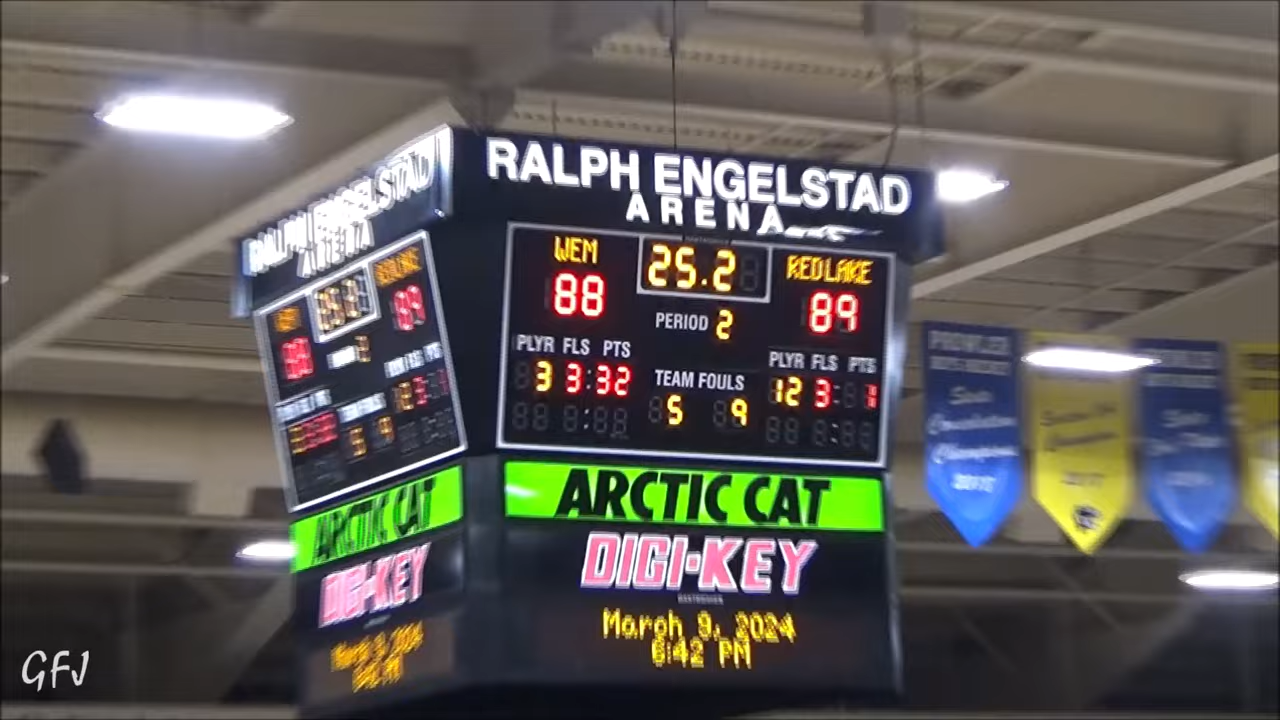 RALPH ENGELSTAD
ARENA
WEM 25.2 REDLAKE
88 89
PERIOD 2
PLYR FLS PTS
3 3:32
TEAM FOULS
5 9
PLYR FLS PTS
12 3 1
ARCTIC CAT
DIGI-KEY
March 9, 2024
6:42 PM
RALPH ENGELSTAD
ARENA
ARCTIC CAT
DIGI-KEY
GFJ